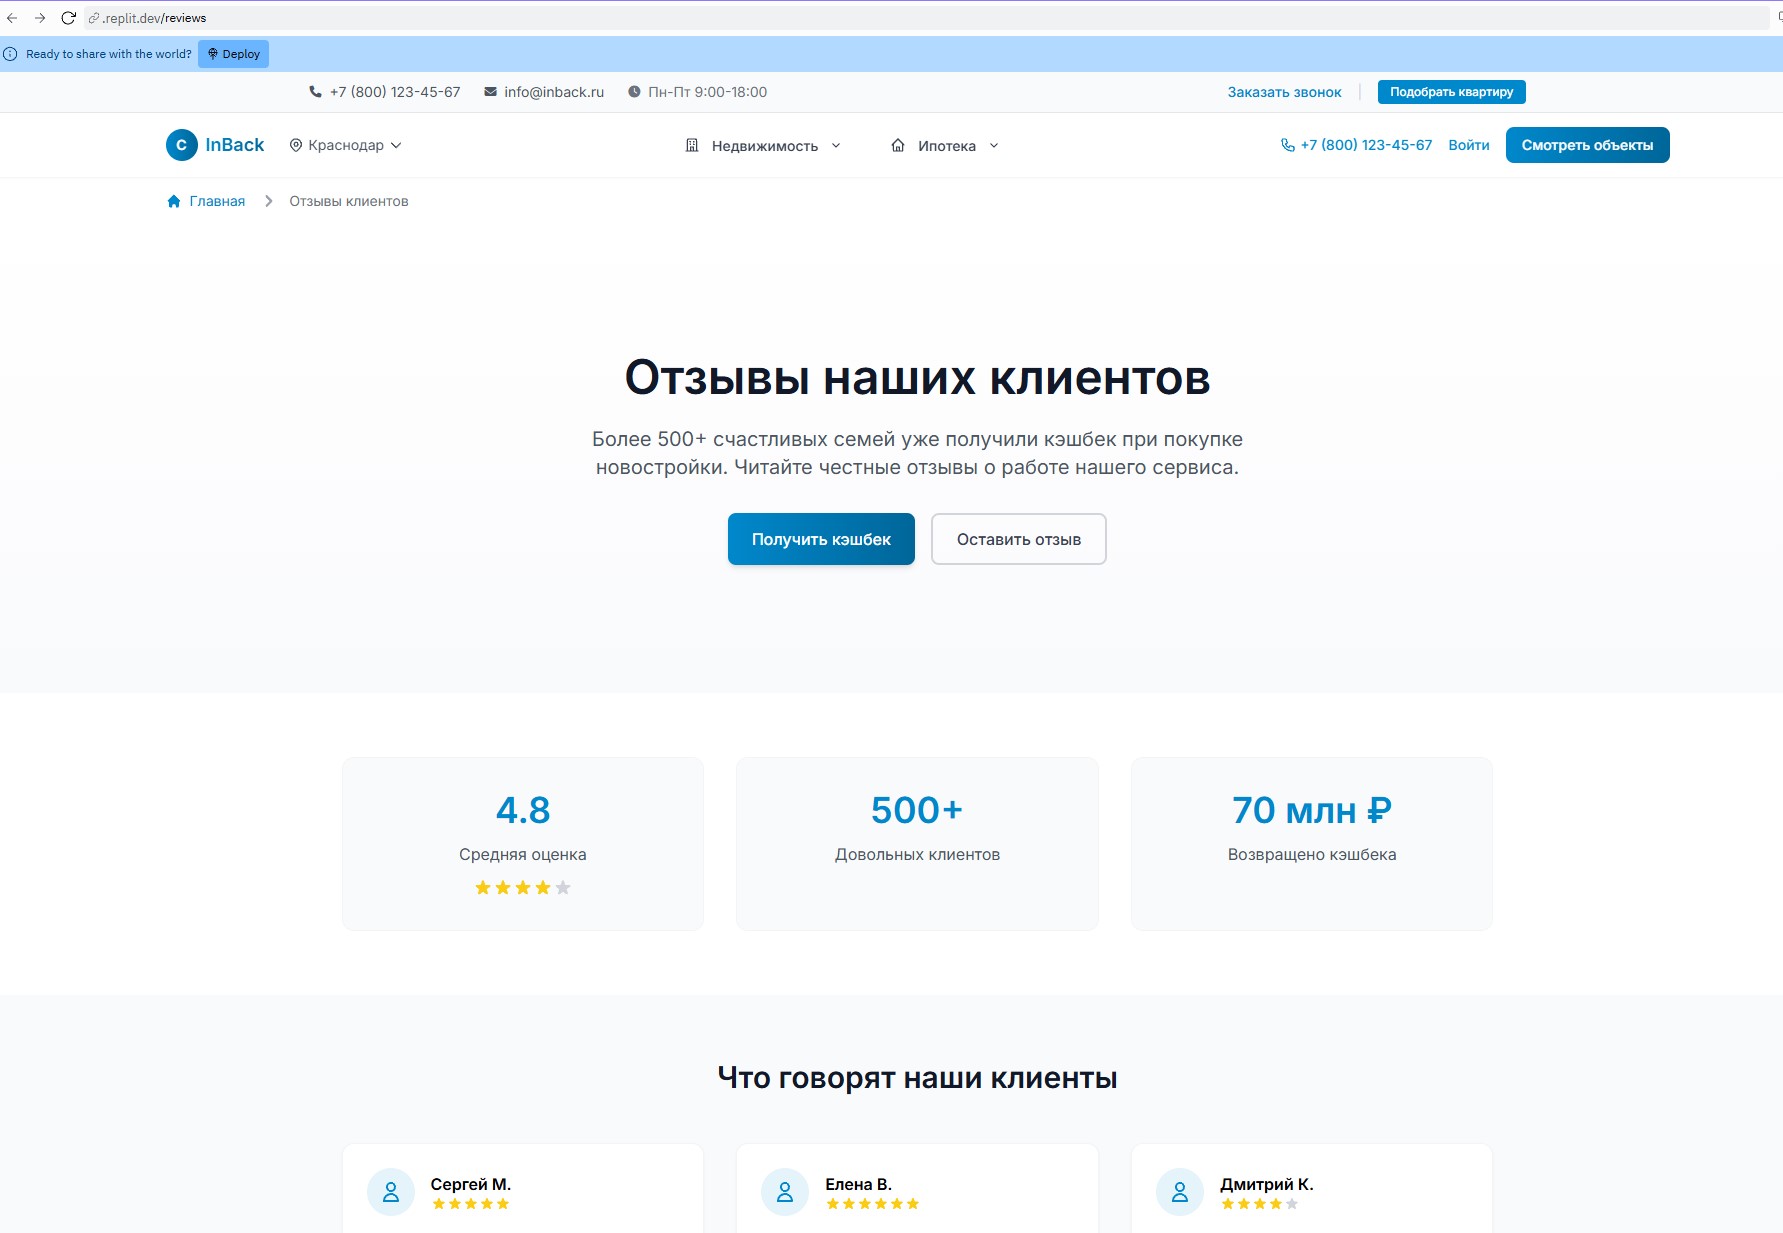 .replit.dev/reviews
Ready to share with the world? Deploy
+7 (800) 123-45-67 info@inback.ru Пн-Пт 9:00-18:00 Заказать звонок Подобрать квартиру
C InBack Краснодар Недвижимость Ипотека +7 (800) 123-45-67 Войти Смотреть объекты
Главная Отзывы клиентов
Отзывы наших клиентов
Более 500+ счастливых семей уже получили кэшбек при покупке
новостройки. Читайте честные отзывы о работе нашего сервиса.
Получить кэшбек Оставить отзыв
4.8 500+ 70 млн ₽
Средняя оценка Довольных клиентов Возвращено кэшбека
Что говорят наши клиенты
Сергей М. Елена В. Дмитрий К.